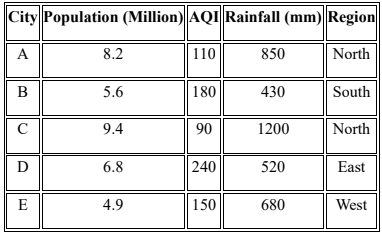 City Population (Million) AQI Rainfall (mm) Region
A 8.2 110 850 North
B 5.6 180 430 South
C 9.4 90 1200 North
D 6.8 240 520 East
E 4.9 150 680 West